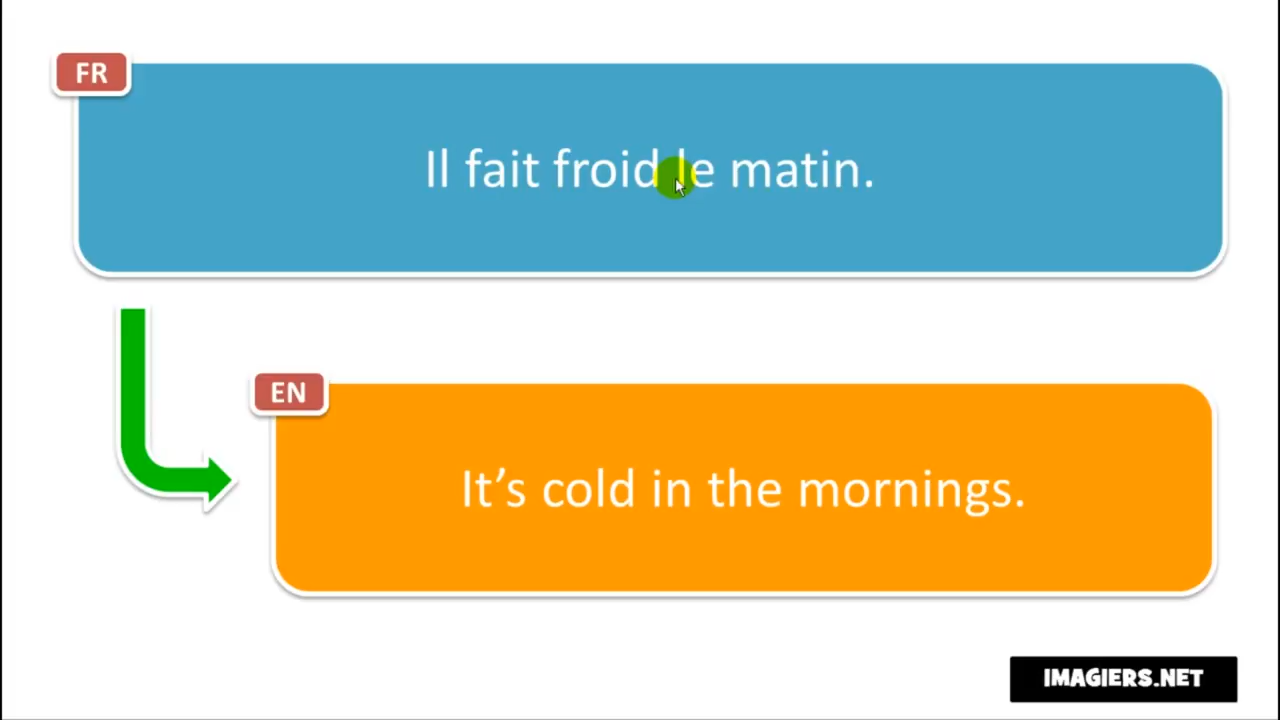 FR
Il fait froid le matin.
EN
It’s cold in the mornings.
IMAGIERS.NET